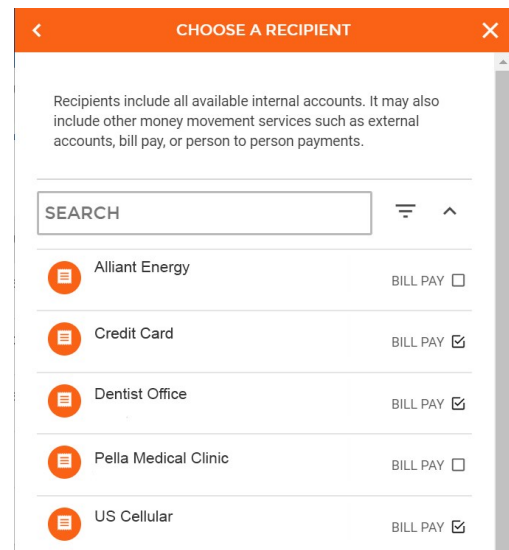 CHOOSE A RECIPIENT
Recipients include all available internal accounts. It may also
include other money movement services such as external
accounts, bill pay, or person to person payments.
SEARCH
Alliant Energy
BILL PAY
Credit Card
BILL PAY
Dentist Office
BILL PAY
Pella Medical Clinic
BILL PAY
US Cellular
BILL PAY